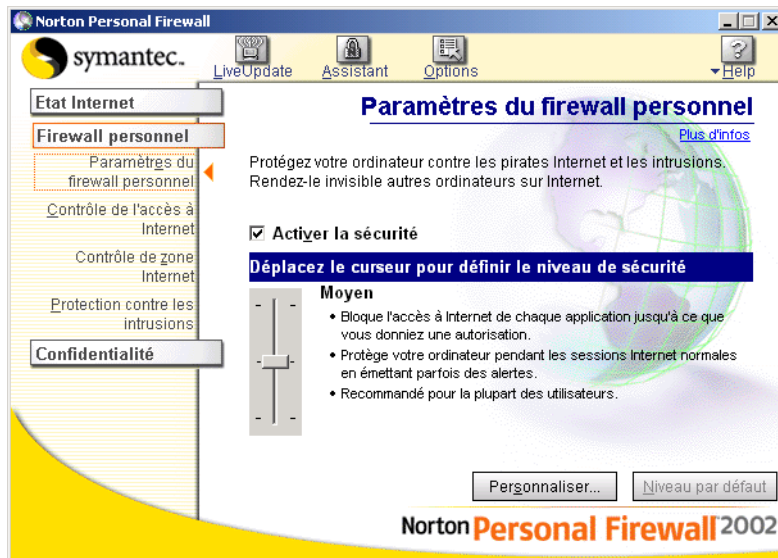 Norton Personal Firewall
symantec.
LiveUpdate
Assistant
Options
Help
Etat Internet
Firewall personnel
Paramètres du
firewall personnel
Contrôle de l'accès à
Internet
Contrôle de zone
Internet
Protection contre les
intrusions
Confidentialité
Paramètres du firewall personnel
Plus d'infos
Protégez votre ordinateur contre les pirates Internet et les intrusions.
Rendez-le invisible autres ordinateurs sur Internet.
Activer la sécurité
Déplacez le curseur pour définir le niveau de sécurité
Moyen
• Bloque l'accès à Internet de chaque application jusqu'à ce que
vous donniez une autorisation.
• Protège votre ordinateur pendant les sessions Internet normales
en émettant parfois des alertes.
• Recommandé pour la plupart des utilisateurs.
Personnaliser...
Niveau par défaut
Norton Personal Firewall 2002